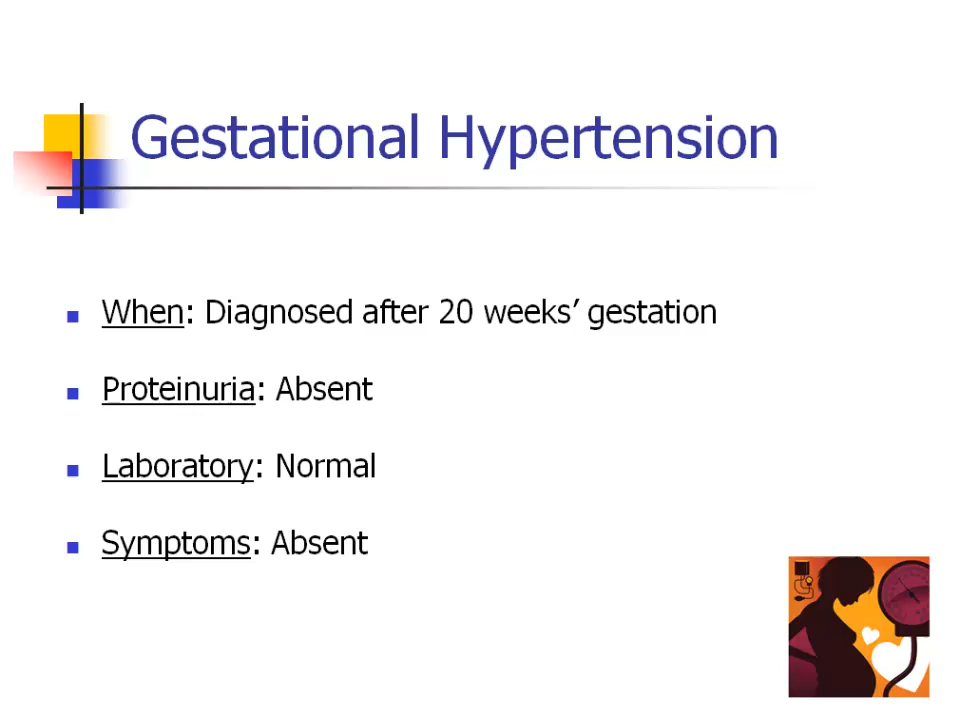 Gestational Hypertension
When: Diagnosed after 20 weeks’ gestation
Proteinuria: Absent
Laboratory: Normal
Symptoms: Absent